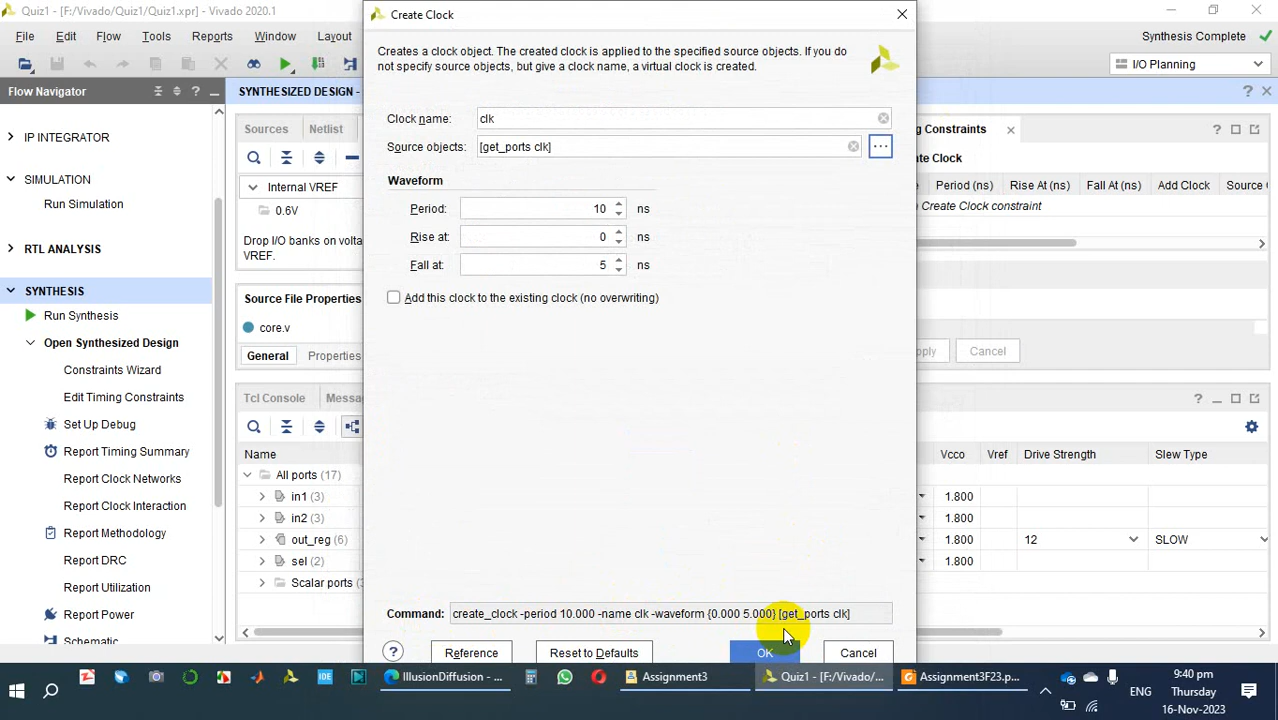 Quiz1 - [F:/Vivado/Quiz1/Quiz1.xpr] - Vivado 2020.1
File Edit Flow Tools Reports Window Layout
Synthesis Complete
I/O Planning
Flow Navigator
IP INTEGRATOR
SIMULATION
Run Simulation
RTL ANALYSIS
SYNTHESIS
Run Synthesis
Open Synthesized Design
Constraints Wizard
Edit Timing Constraints
Set Up Debug
Report Timing Summary
Report Clock Networks
Report Clock Interaction
Report Methodology
Report DRC
Report Utilization
Report Power
Schematic
SYNTHESIZED DESIGN -
Sources Netlist
Internal VREF
0.6V
Drop I/O banks on volta
VREF.
Source File Properties
core.v
General Properties
Tcl Console Messa
Name
All ports (17)
in1 (3)
in2 (3)
out_reg (6)
sel (2)
Scalar ports
Create Clock
Creates a clock object. The created clock is applied to the specified source objects. If you do
not specify source objects, but give a clock name, a virtual clock is created.
Clock name: clk
Source objects: [get_ports clk]
Waveform
Period: 10 ns
Rise at: 0 ns
Fall at: 5 ns
Add this clock to the existing clock (no overwriting)
Command: create_clock -period 10.000 -name clk -waveform {0.000 5.000} [get_ports clk]
? Reference Reset to Defaults OK Cancel
g Constraints
Clock
Period (ns) Rise At (ns) Fall At (ns) Add Clock Source
Create Clock constraint
pply Cancel
Vcco Vref Drive Strength Slew Type
1.800
1.800
1.800 12 SLOW
1.800
IllusionDiffusion - ... Assignment3 Quiz1 - [F:/Vivado/... Assignment3F23.p...
ENG
9:40 pm
Thursday
16-Nov-2023